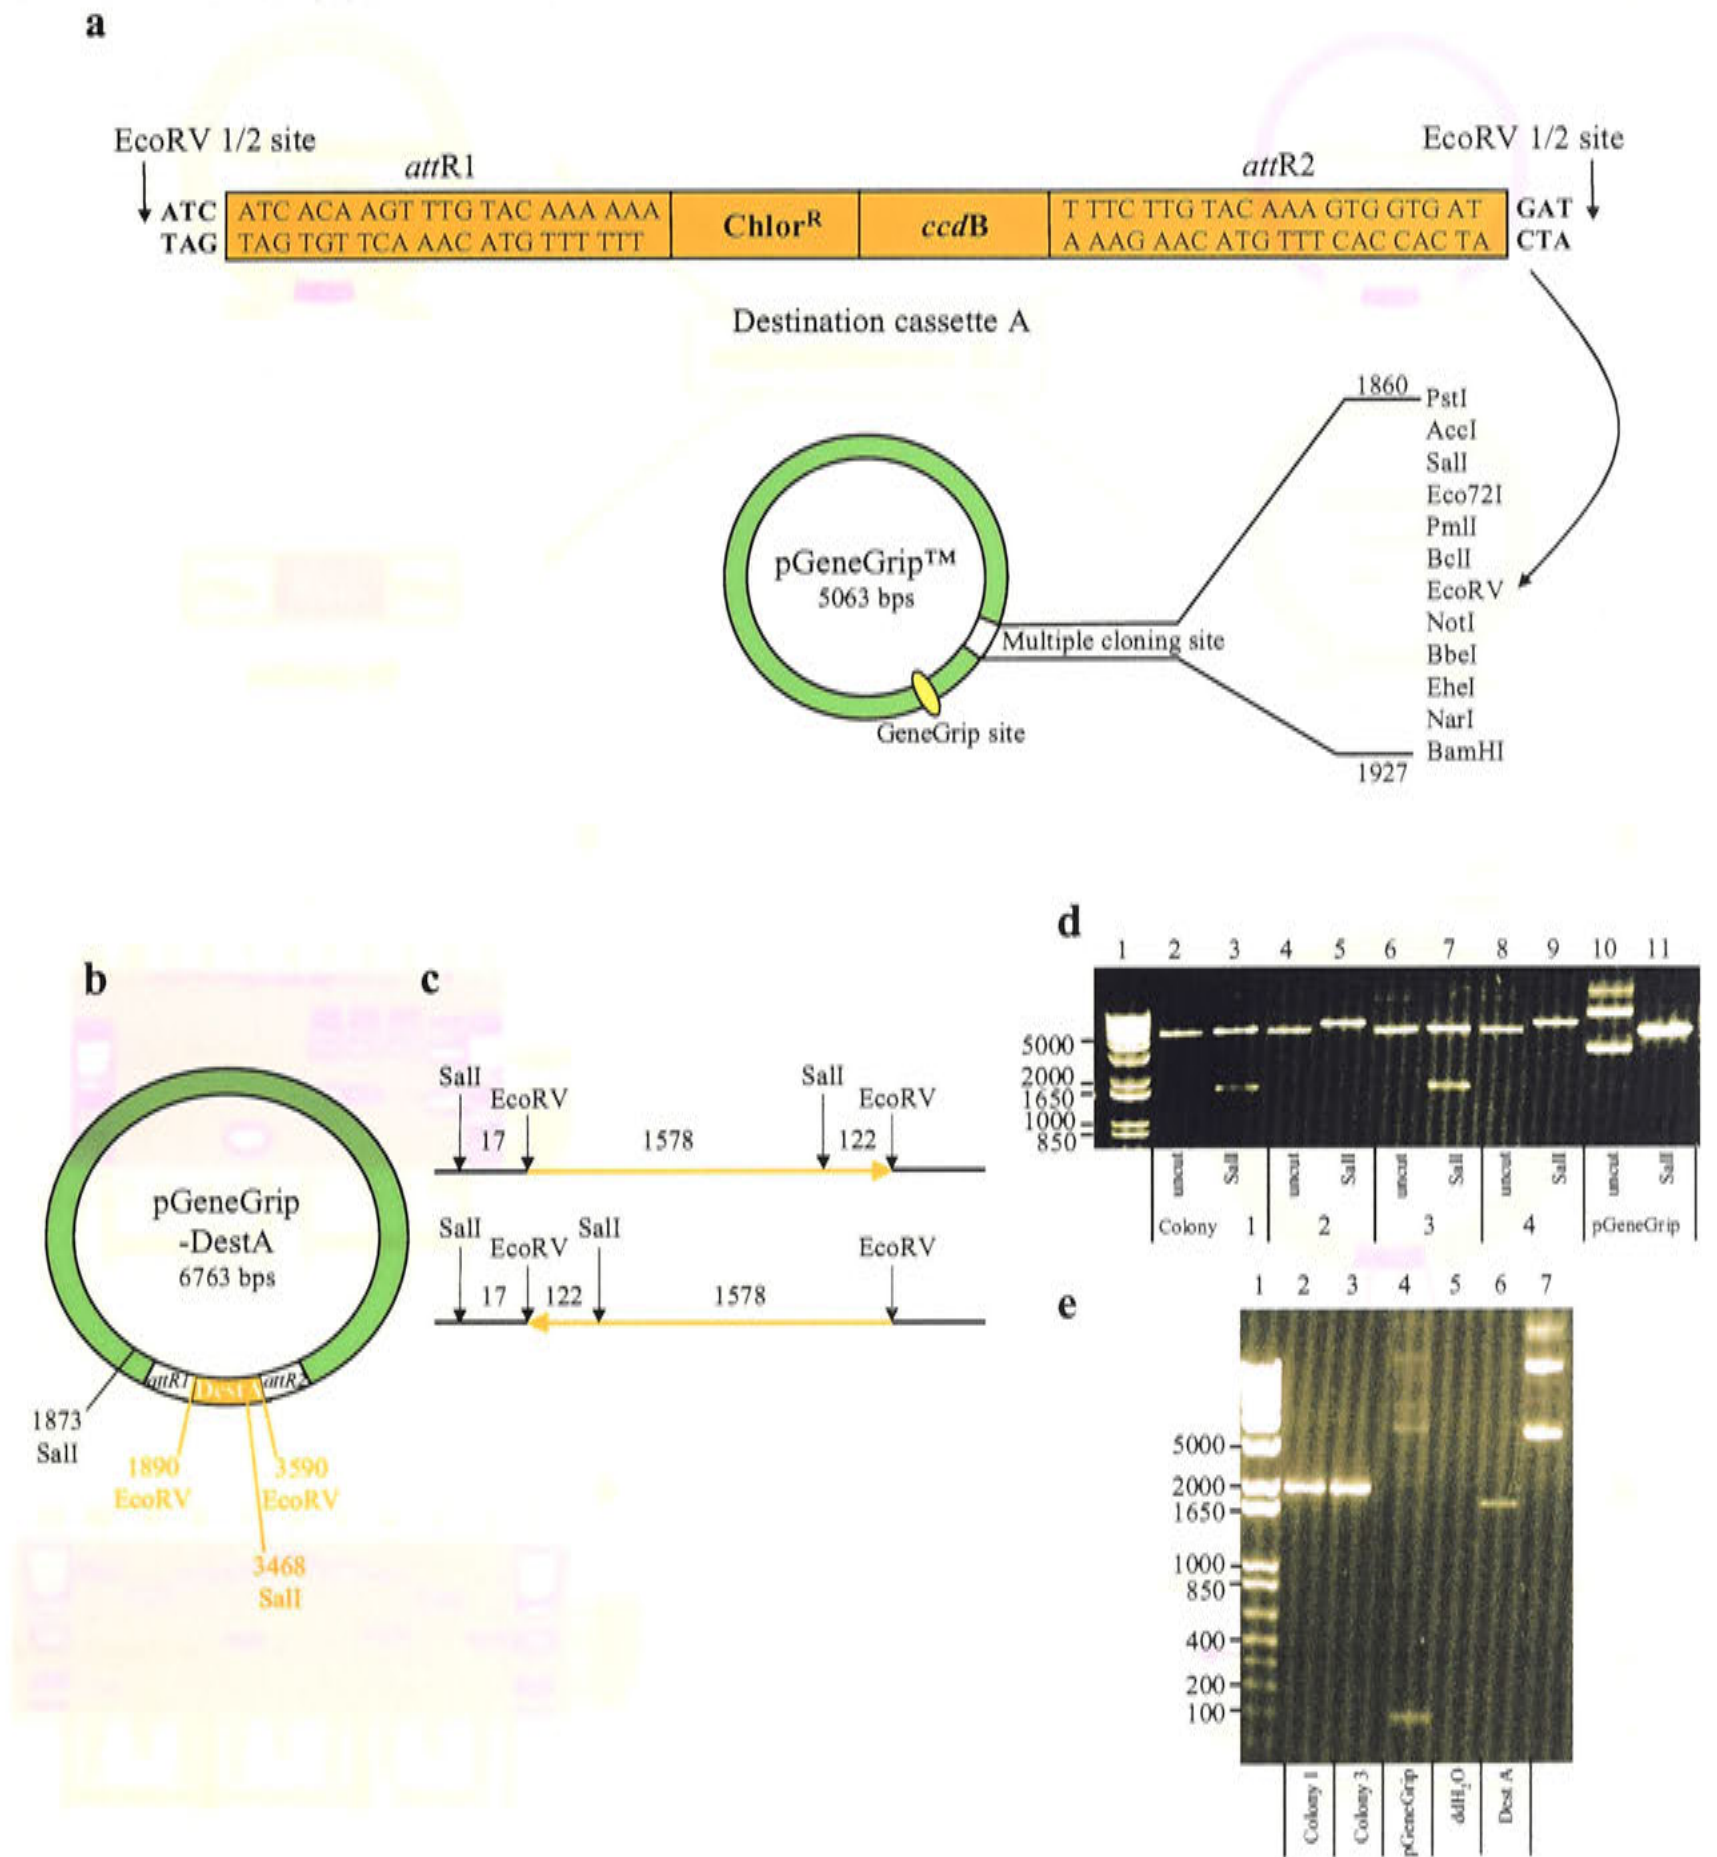 a
EcoRV 1/2 site
EcoRV 1/2 site
attR1
attR2
ATC ATC ACA AGT TTG TAC AAA AAA ChlorR ccdB T TTC TTG TAC AAA GTG GTG AT GAT
TAG TAG TGT TCA AAC ATG TTT TTT A AAG AAC ATG TTT CAC CAC TA CTA
Destination cassette A
1860
PstI
AccI
SalI
Eco72I
PmlI
BclI
EcoRV
NotI
BbeI
EheI
NarI
BamHI
1927
pGeneGrip™
5063 bps
Multiple cloning site
GeneGrip site
b
pGeneGrip
-DestA
6763 bps
attR1 Dest A attR2
1873
SalI
1890
EcoRV
3590
EcoRV
3468
SalI
c
SalI SalI
EcoRV EcoRV
17 1578 122
SalI SalI
EcoRV EcoRV
17 122 1578
d
1 2 3 4 5 6 7 8 9 10 11
5000
2000
1650
1000
850
uncut SalI uncut SalI uncut SalI uncut SalI uncut SalI
Colony 1 2 3 4 pGeneGrip
e
1 2 3 4 5 6 7
5000
2000
1650
1000
850
400
200
100
Colony 1
Colony 3
pGeneGrip
ddH2O
Dest A